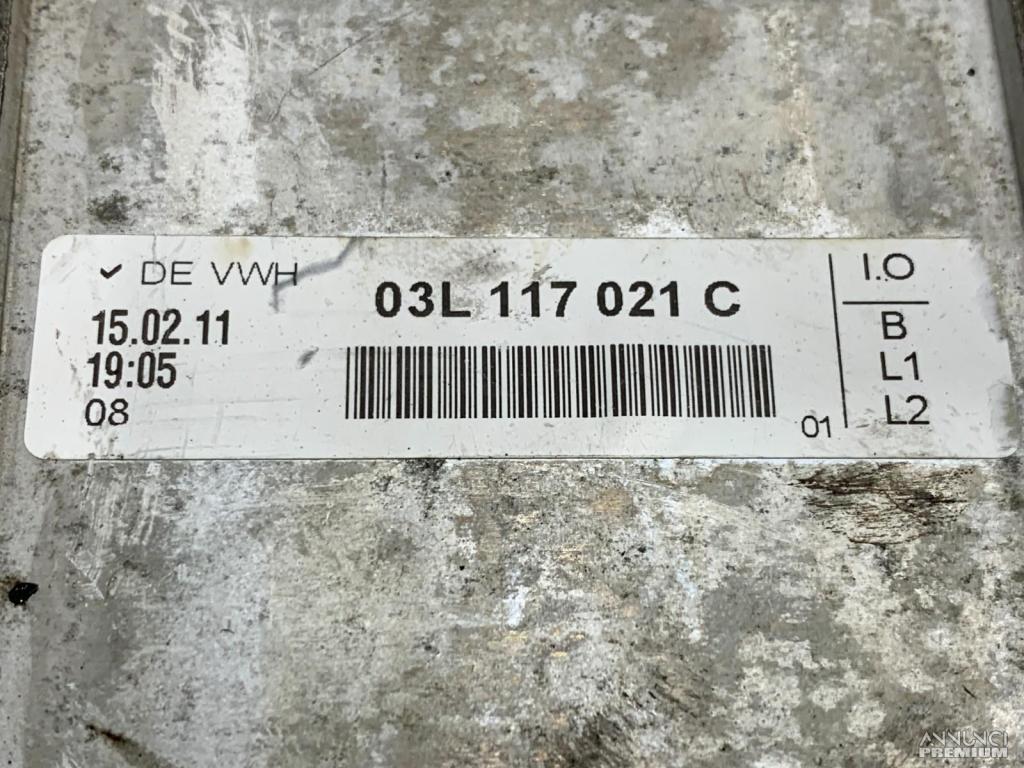 DE VWH
15.02.11
19:05
08
03L 117 021 C
01
I.O
B
L1
L2
ANNUNCI
PREMIUM